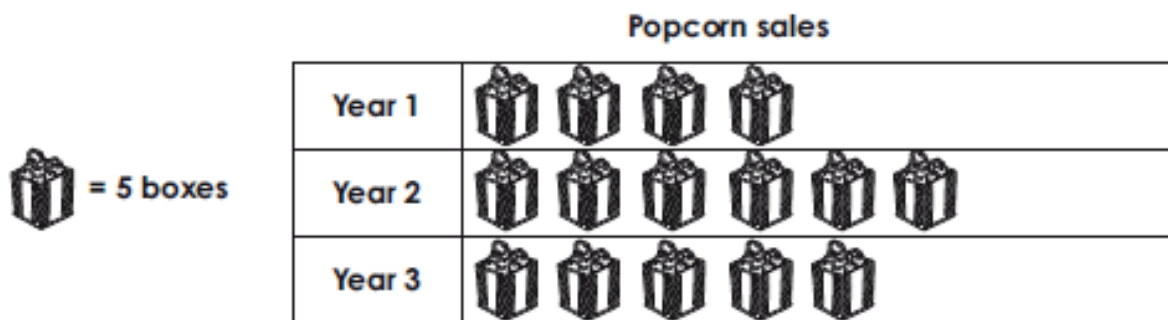 Popcorn sales
Year 1
= 5 boxes
Year 2
Year 3